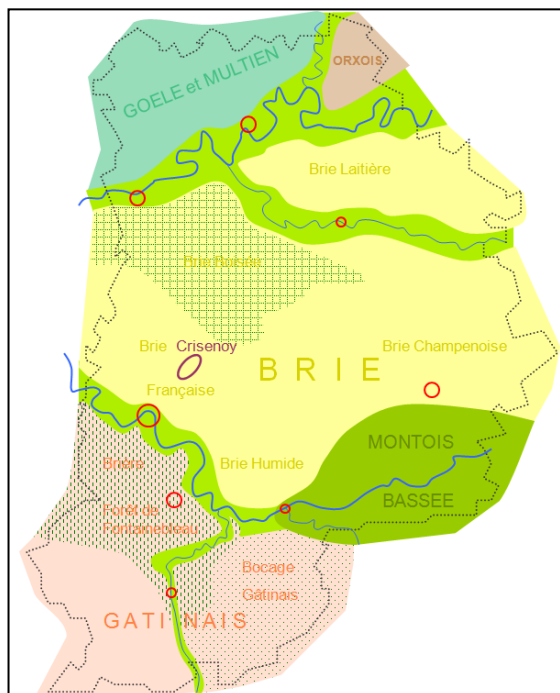 ORXOIS
GOELE et MULTIEN
Brie Laitière
Brie Boisée
Brie Crisenoy
Française
BRIE
Brie Champenoise
MONTOIS
BASSEE
Brie Humide
Bière
Forêt de
Fontainebleau
Bocage
Gâtinais
GATINAIS